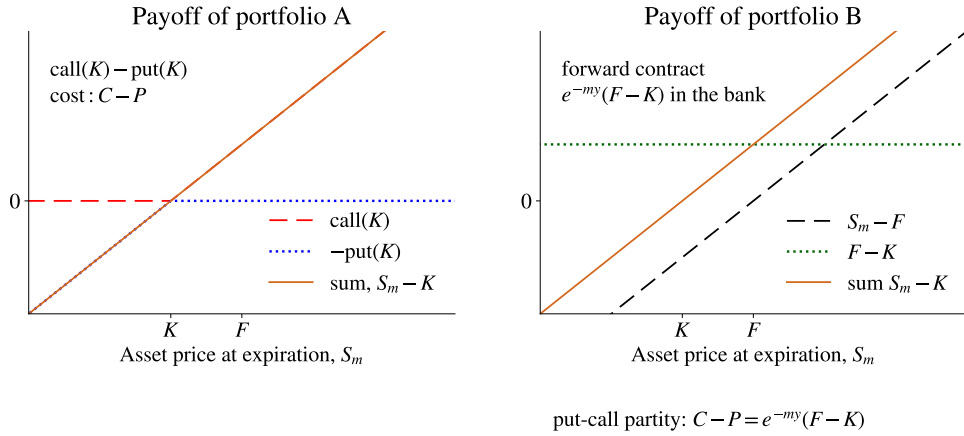 Payoff of portfolio A
call(K) − put(K)
cost: C − P
0
call(K)
−put(K)
sum, S_m − K
K
F
Asset price at expiration, S_m
Payoff of portfolio B
forward contract
e^{−my}(F − K) in the bank
0
S_m − F
F − K
sum S_m − K
K
F
Asset price at expiration, S_m
put-call partity: C − P = e^{−my}(F − K)